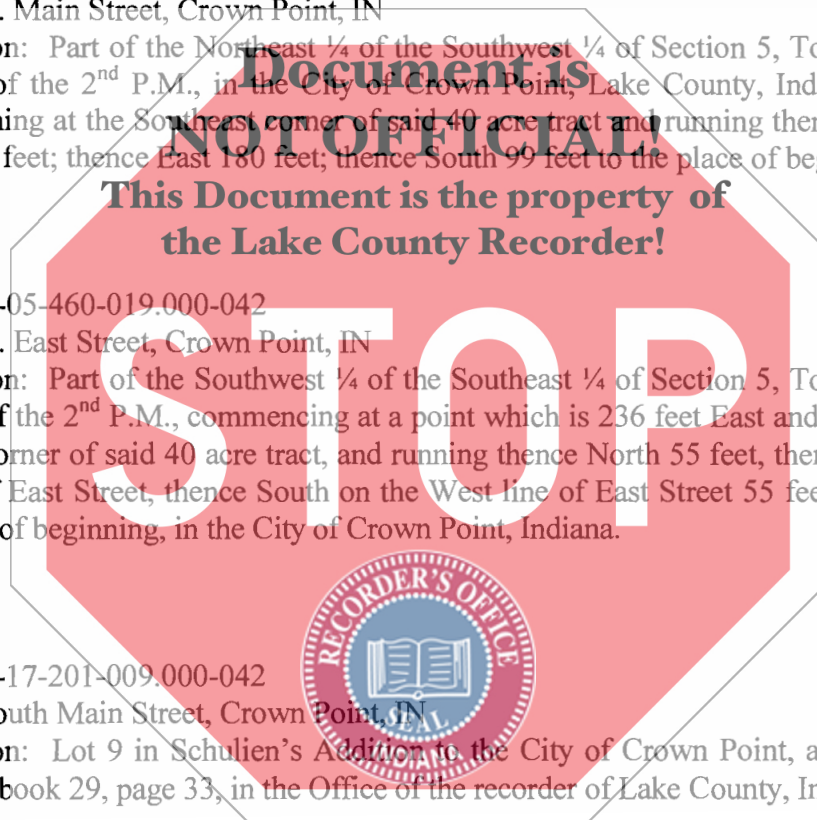 . Main Street, Crown Point, IN
on: Part of the Northeast ¼ of the Southwest ¼ of Section 5, To
of the 2nd P.M., in the City of Crown Point, Lake County, Ind
ning at the Southeast corner of said 40 acre tract and running then
feet; thence East 180 feet; thence South 99 feet to the place of beg
Document is
NOT OFFICIAL!
This Document is the property of
the Lake County Recorder!
-05-460-019.000-042
. East Street, Crown Point, IN
on: Part of the Southwest ¼ of the Southeast ¼ of Section 5, To
f the 2nd P.M., commencing at a point which is 236 feet East and
orner of said 40 acre tract, and running thence North 55 feet, then
f East Street, thence South on the West line of East Street 55 fee
of beginning, in the City of Crown Point, Indiana.
STOP
-17-201-009.000-042
outh Main Street, Crown Point, IN
on: Lot 9 in Schulien's Addition to the City of Crown Point, a
book 29, page 33, in the Office of the recorder of Lake County, In
RECORDER'S OFFICE
SEAL
INDIANA